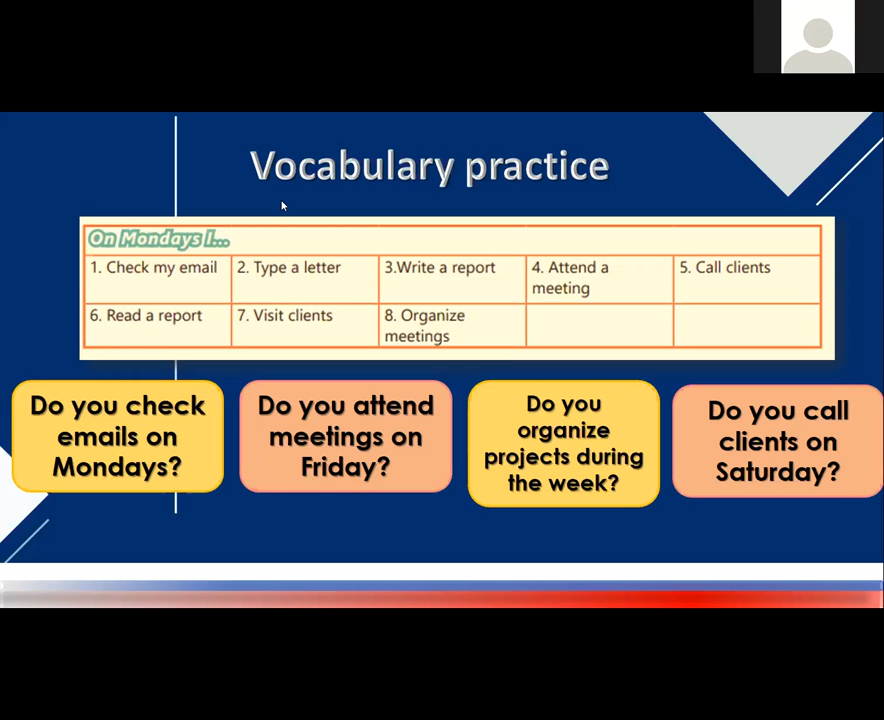 Vocabulary practice
On Mondays I...
1. Check my email
2. Type a letter
3.Write a report
4. Attend a
meeting
5. Call clients
6. Read a report
7. Visit clients
8. Organize
meetings
Do you check
emails on
Mondays?
Do you attend
meetings on
Friday?
Do you
organize
projects during
the week?
Do you call
clients on
Saturday?